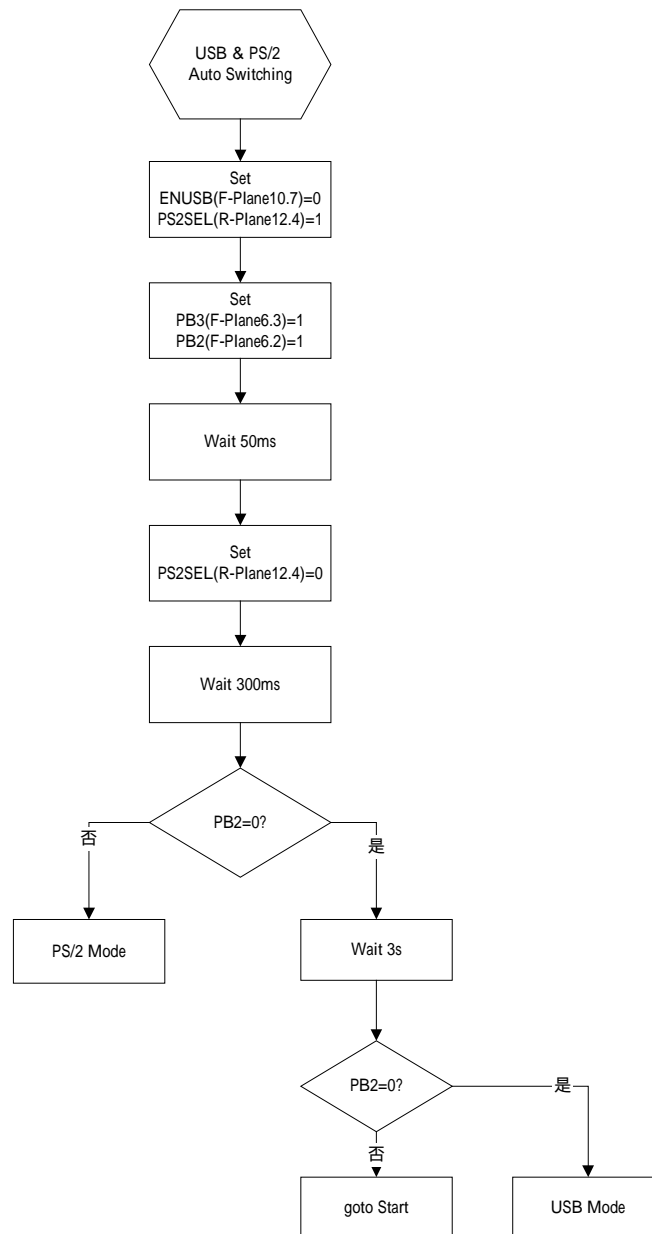 USB & PS/2
Auto Switching
Set
ENUSB(F-Plane10.7)=0
PS2SEL(R-Plane12.4)=1
Set
PB3(F-Plane6.3)=1
PB2(F-Plane6.2)=1
Wait 50ms
Set
PS2SEL(R-Plane12.4)=0
Wait 300ms
PB2=0?
否
是
PS/2 Mode
Wait 3s
PB2=0?
是
否
goto Start
USB Mode